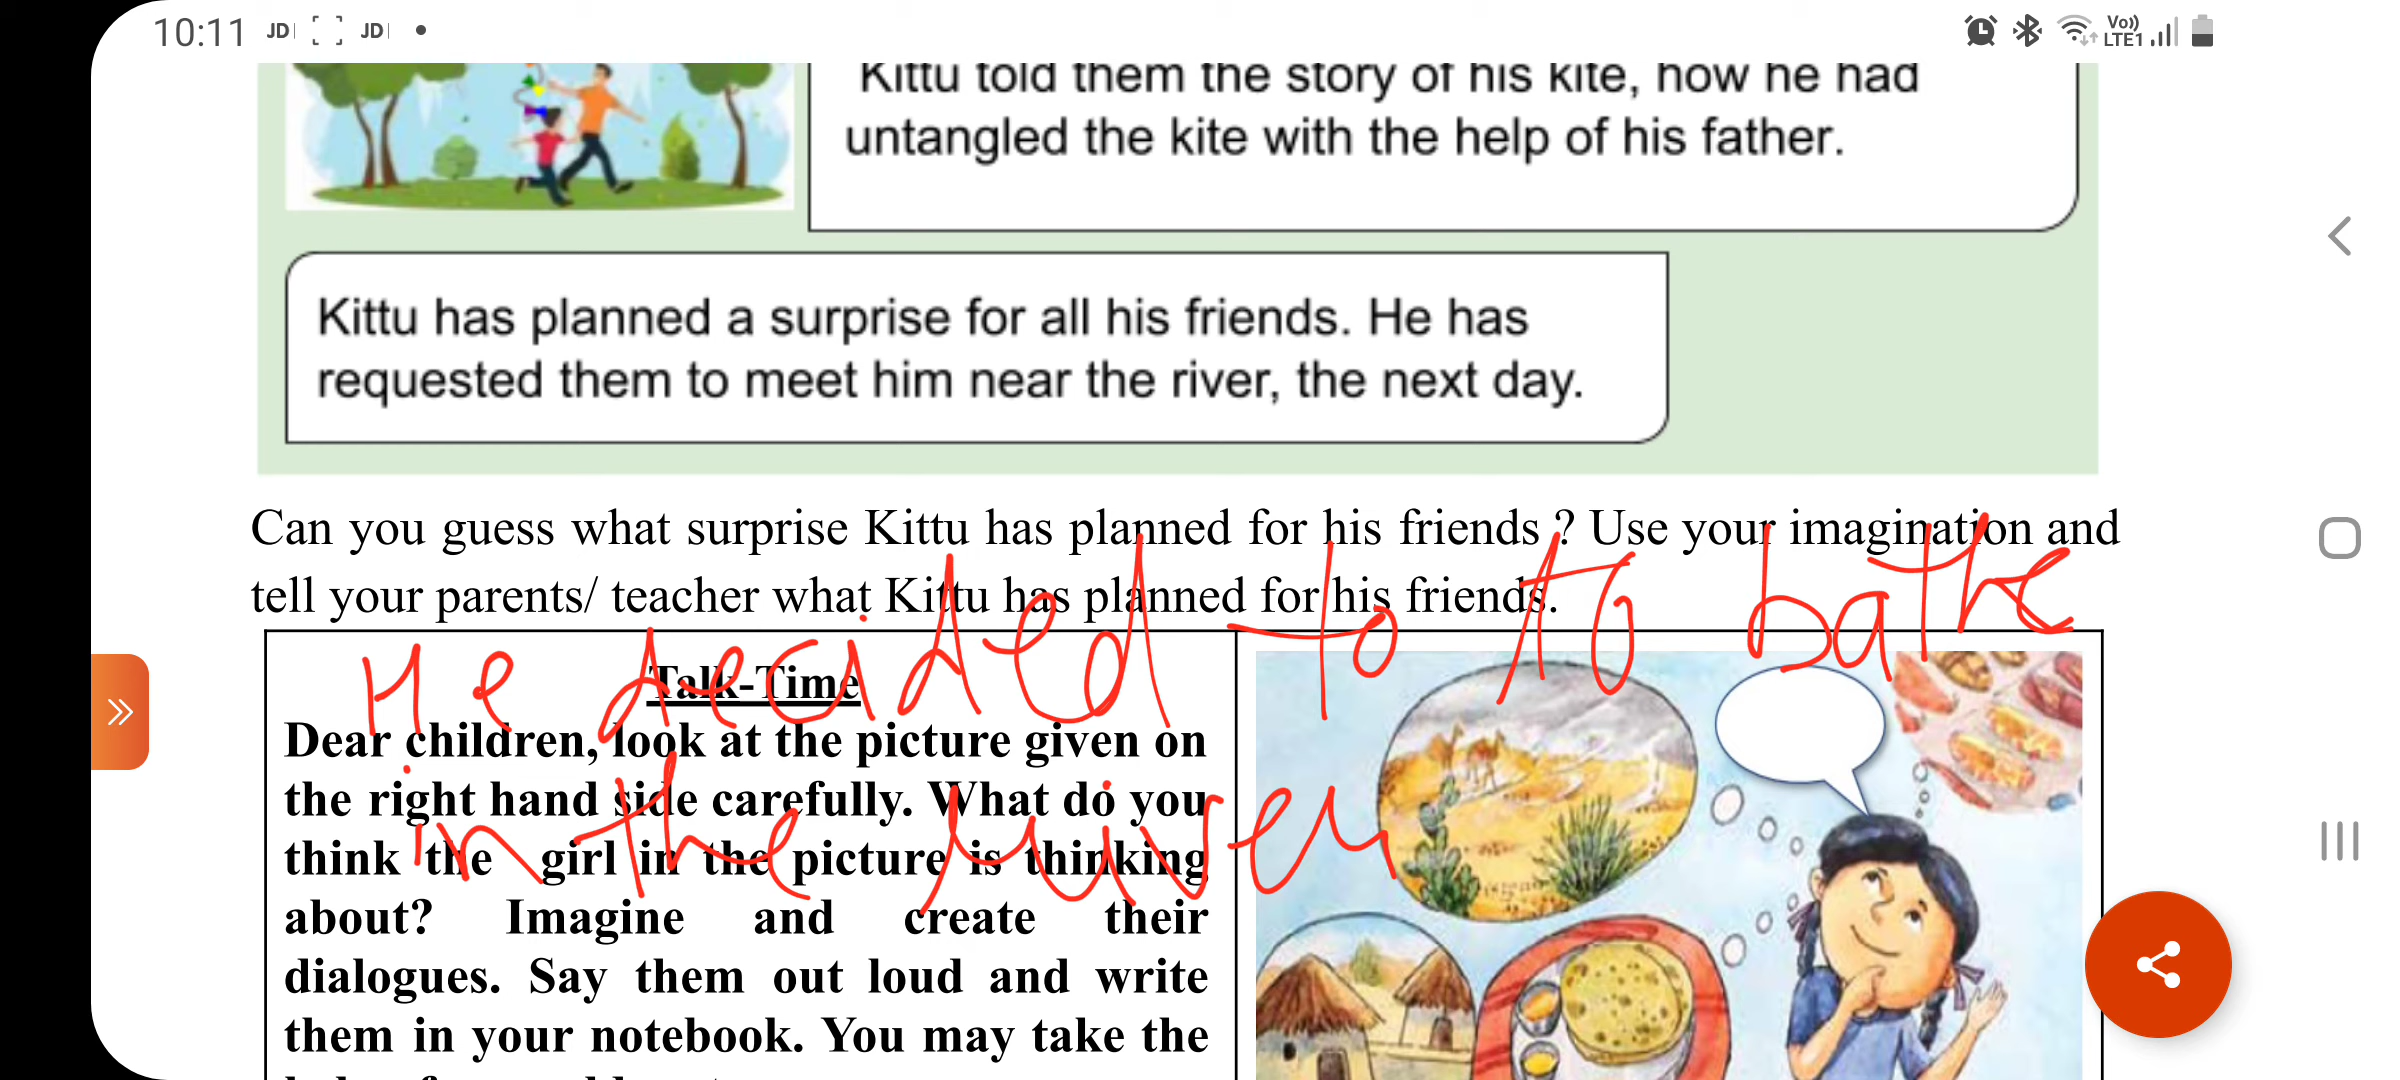 10:11 JD JD
Vo))
LTE1
Kittu told them the story of his kite, how he had
untangled the kite with the help of his father.
Kittu has planned a surprise for all his friends. He has
requested them to meet him near the river, the next day.
Can you guess what surprise Kittu has planned for his friends ? Use your imagination and
tell your parents/ teacher what Kittu has planned for his friends.
He decided to to bathe
in the river
Talk-Time
Dear children, look at the picture given on
the right hand side carefully. What do you
think the girl in the picture is thinking
about? Imagine and create their
dialogues. Say them out loud and write
them in your notebook. You may take the